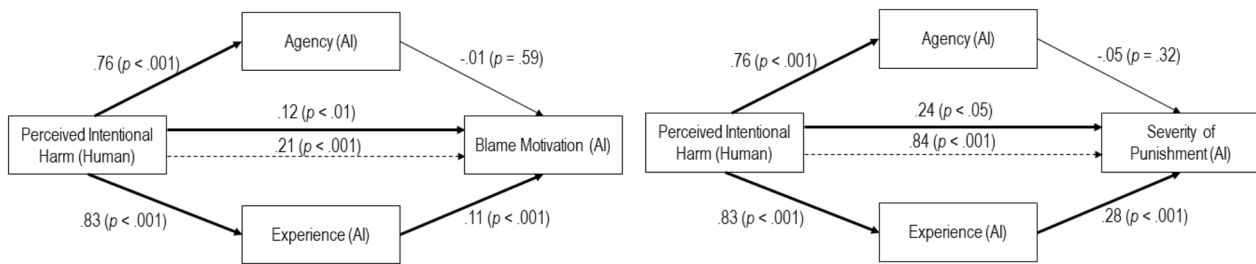 Agency (AI)
.76 (p < .001)
-.01 (p = .59)
.12 (p < .01)
Perceived Intentional
Harm (Human)
.21 (p < .001)
Blame Motivation (AI)
.83 (p < .001)
.11 (p < .001)
Experience (AI)
Agency (AI)
.76 (p < .001)
-.05 (p = .32)
.24 (p < .05)
Perceived Intentional
Harm (Human)
.84 (p < .001)
Severity of
Punishment (AI)
.83 (p < .001)
.28 (p < .001)
Experience (AI)